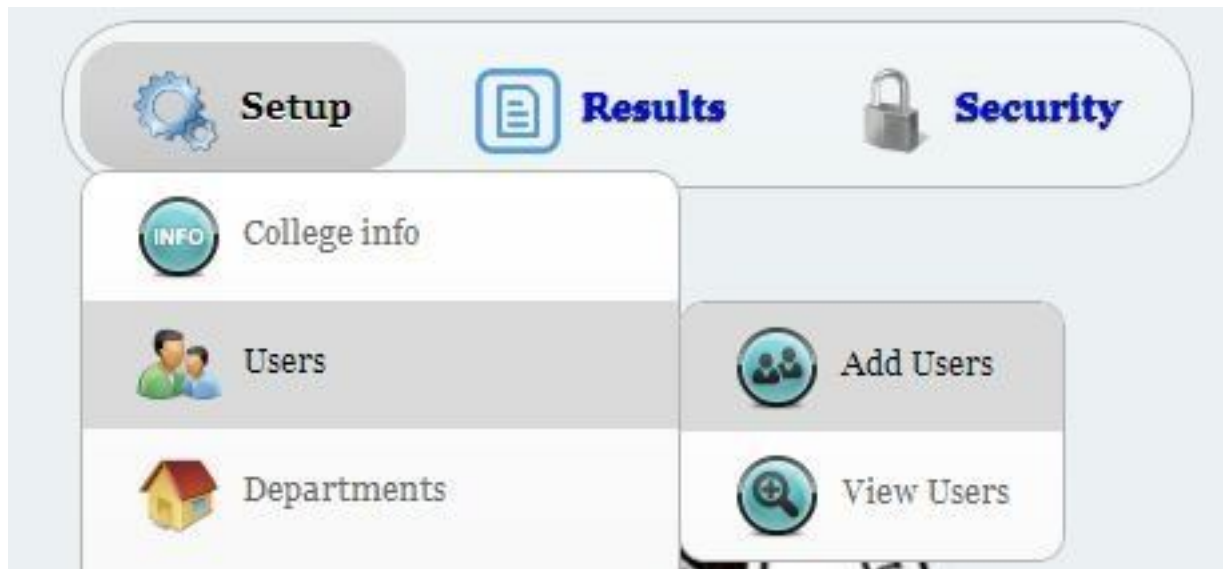 Setup
Results
Security
INFO
College info
Users
Add Users
Departments
View Users